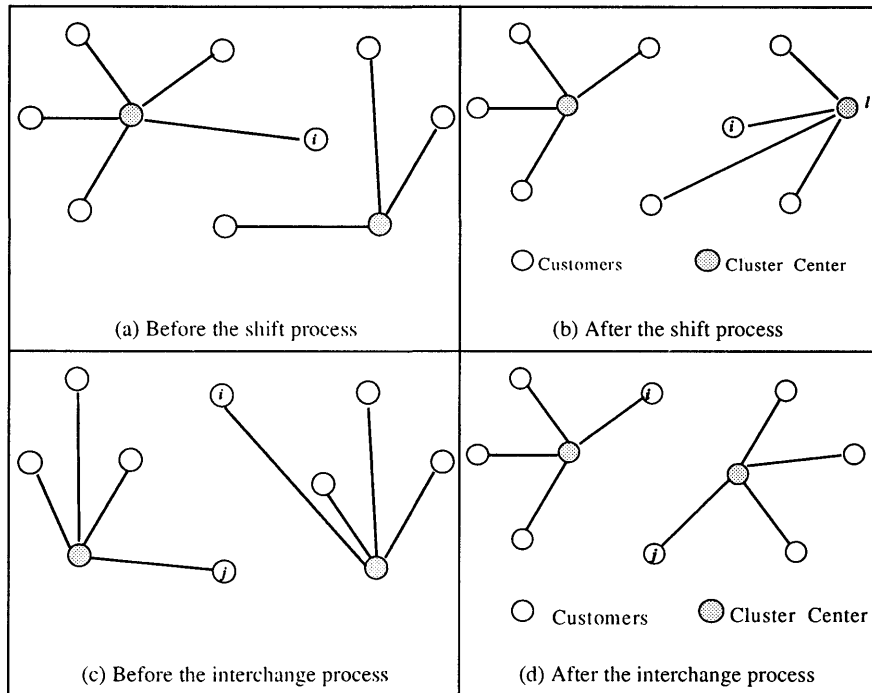 i
l
i
Customers Cluster Center
(a) Before the shift process
(b) After the shift process
i
i
j
j
Customers Cluster Center
(c) Before the interchange process
(d) After the interchange process